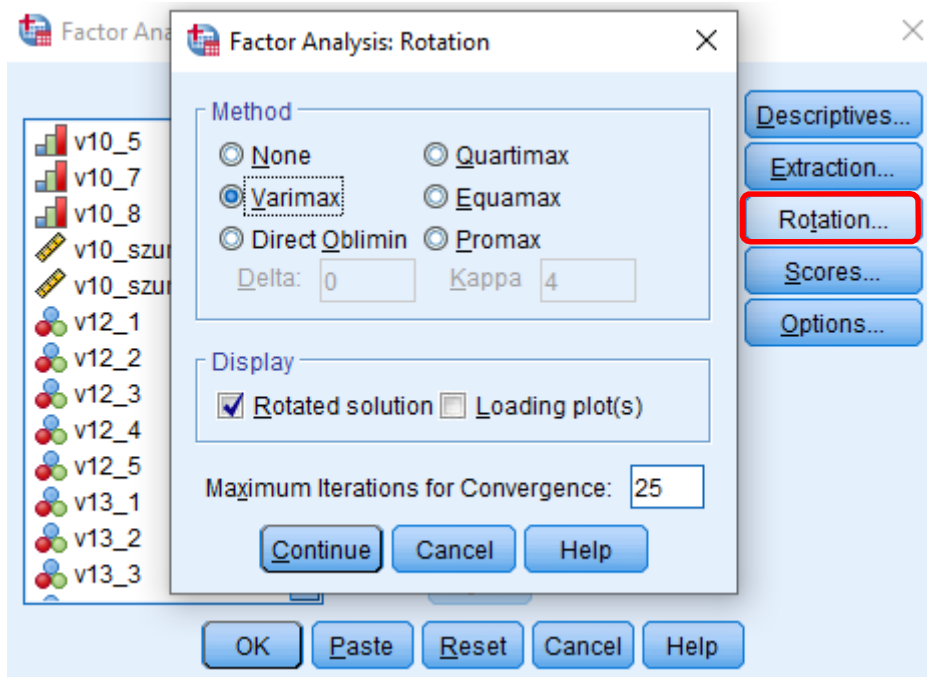 Factor Ana
Factor Analysis: Rotation
Method
None
Quartimax
Varimax
Equamax
Direct Oblimin
Promax
Delta: 0
Kappa 4
Display
Rotated solution
Loading plot(s)
Maximum Iterations for Convergence: 25
Continue
Cancel
Help
v10_5
v10_7
v10_8
v10_szum
v10_szum
v12_1
v12_2
v12_3
v12_4
v12_5
v13_1
v13_2
v13_3
Descriptives...
Extraction...
Rotation...
Scores...
Options...
OK
Paste
Reset
Cancel
Help